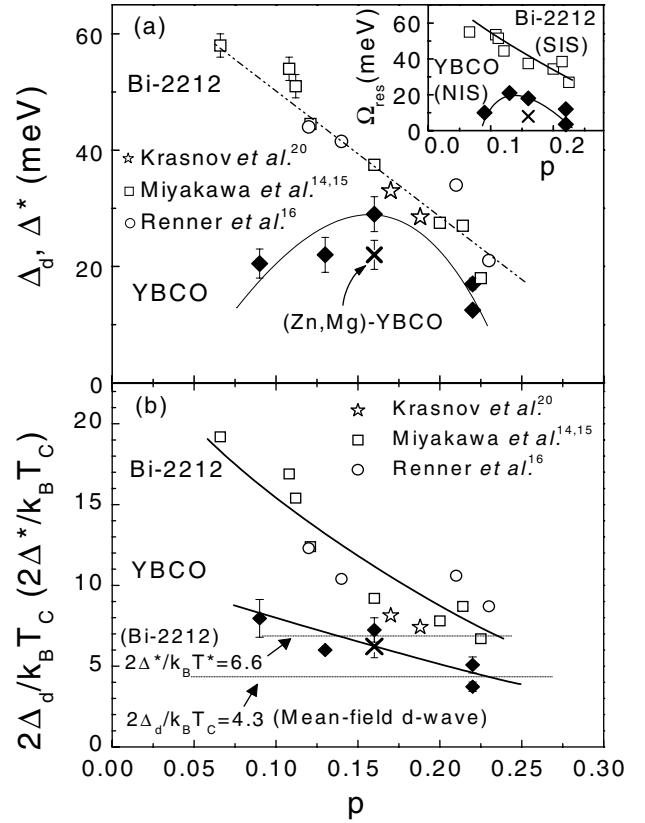 (a)
Bi-2212
Δd, Δ* (meV)
60
40
20
0
☆ Krasnov et al.20
□ Miyakawa et al.14,15
○ Renner et al.16
YBCO
(Zn,Mg)-YBCO
Ωres (meV)
60
40
20
0
Bi-2212
(SIS)
YBCO
(NIS)
0.0
0.1
0.2
p
(b)
2Δd/kBTC (2Δ*/kBTC)
20
15
10
5
0
☆ Krasnov et al.20
□ Miyakawa et al.14,15
○ Renner et al.16
Bi-2212
YBCO
(Bi-2212)
2Δ*/kBT*=6.6
2Δd/kBTC=4.3 (Mean-field d-wave)
0.00 0.05 0.10 0.15 0.20 0.25 0.30
p